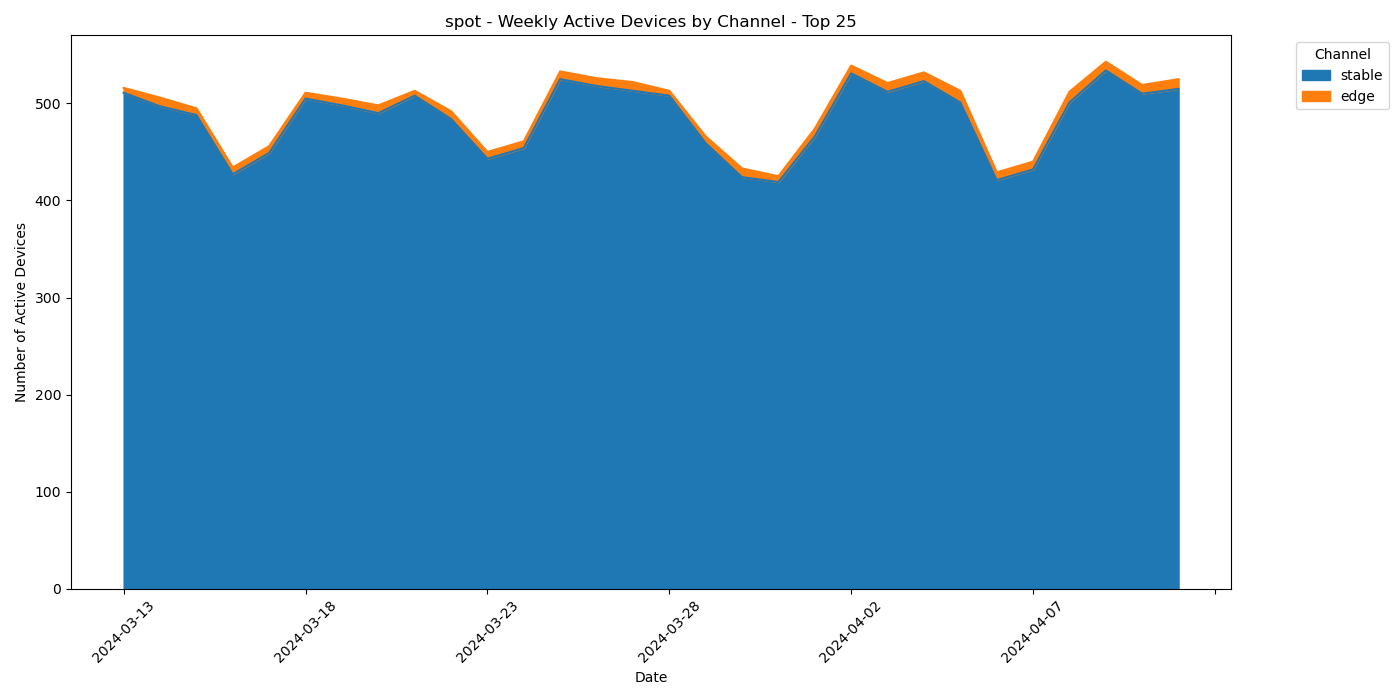 spot - Weekly Active Devices by Channel - Top 25
Channel
stable
edge
Number of Active Devices
500
400
300
200
100
0
2024-03-13
2024-03-18
2024-03-23
2024-03-28
2024-04-02
2024-04-07
Date